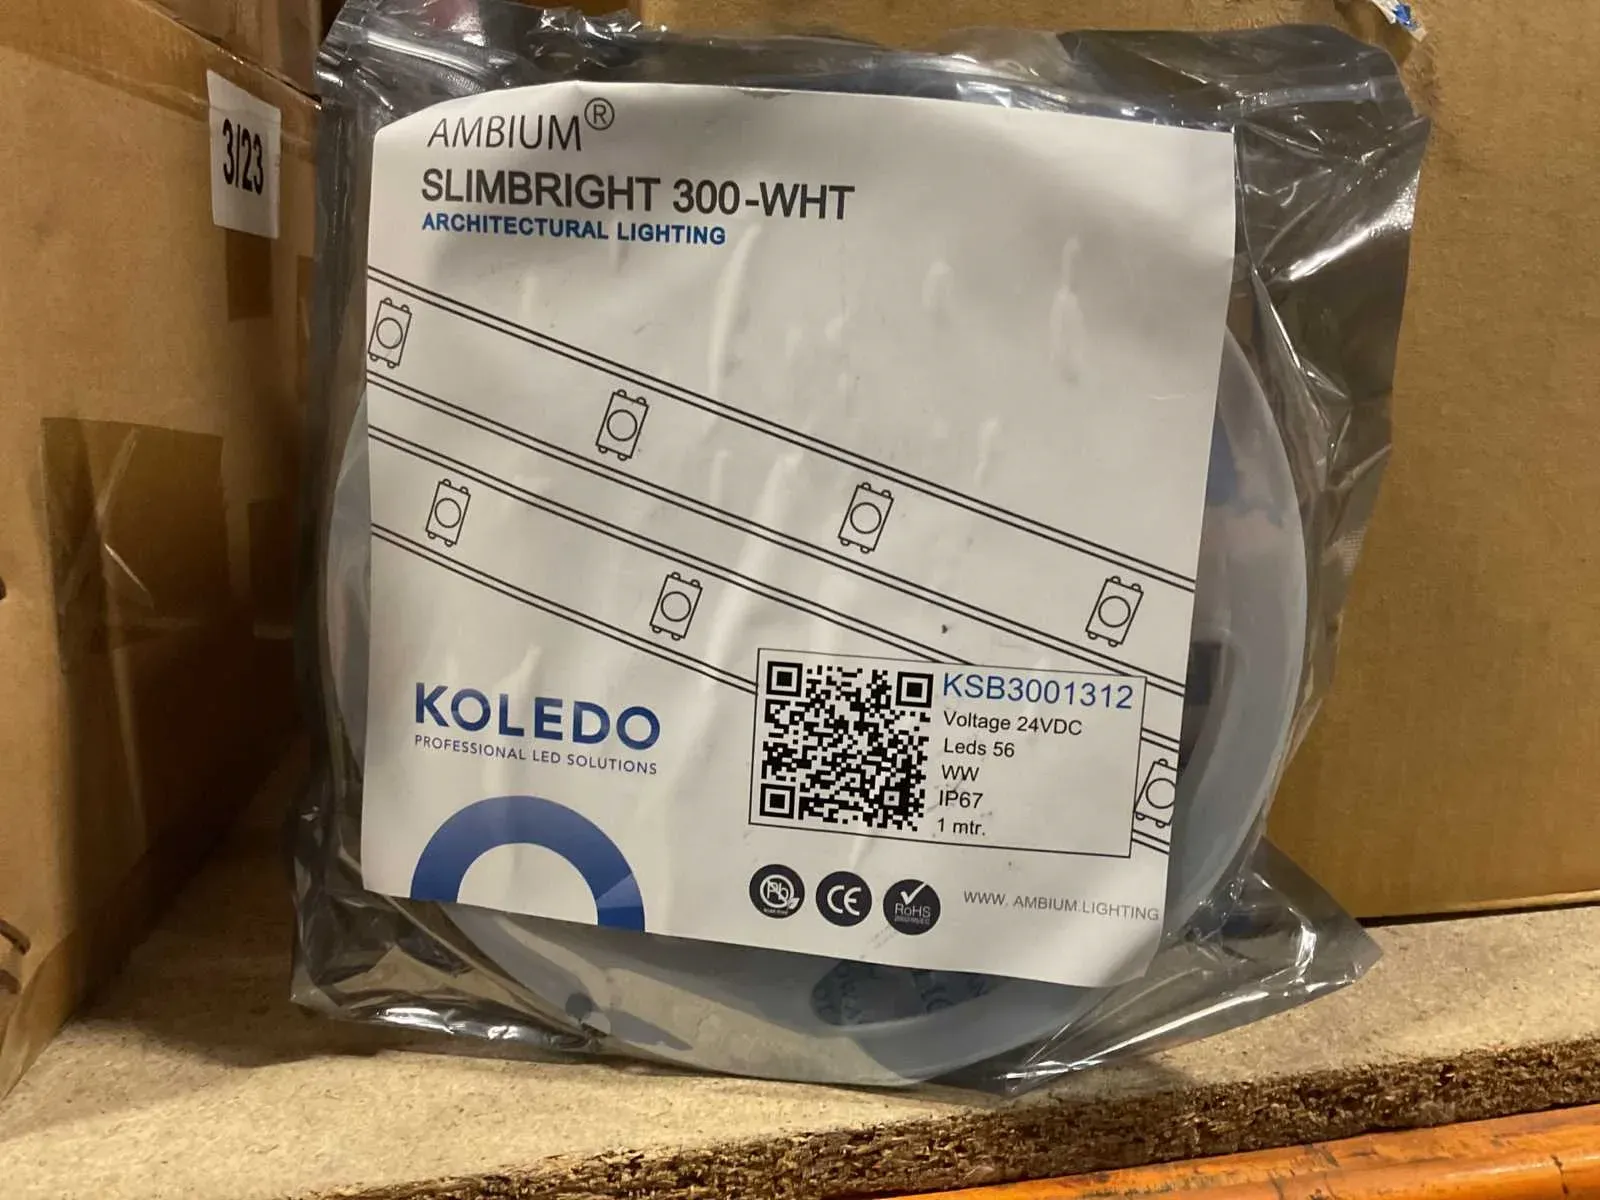 3/23
AMBIUM®
SLIMBRIGHT 300-WHT
ARCHITECTURAL LIGHTING
KOLEDO
PROFESSIONAL LED SOLUTIONS
KSB3001312
Voltage 24VDC
Leds 56
WW
IP67
1 mtr.
Pb
CE
RoHS
WWW. AMBIUM.LIGHTING